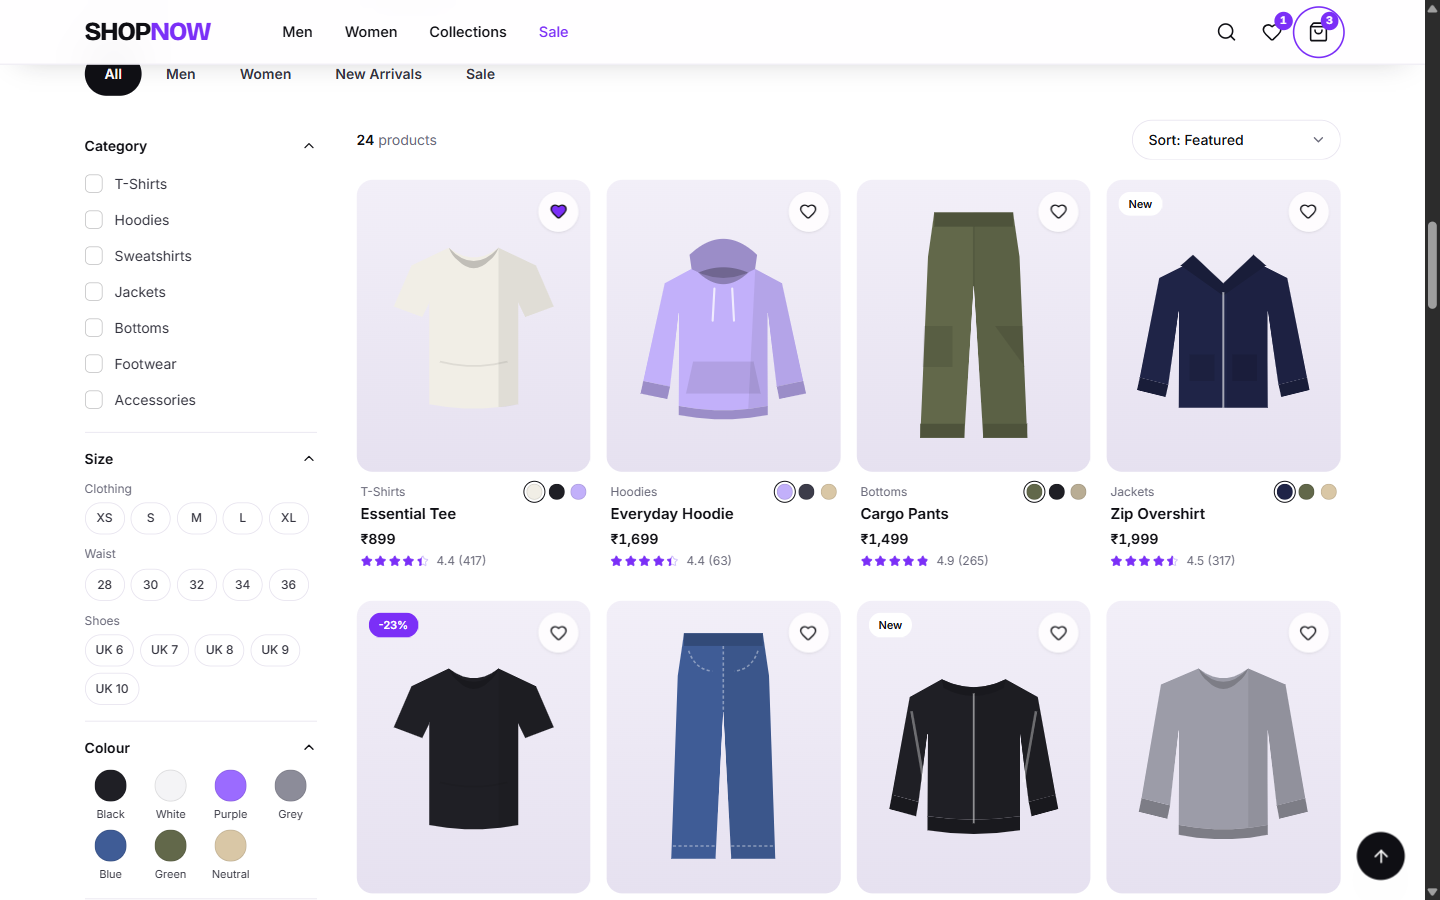 SHOPNOW
Men
Women
Collections
Sale
1
3
All
Men
Women
New Arrivals
Sale
Category
T-Shirts
Hoodies
Sweatshirts
Jackets
Bottoms
Footwear
Accessories
Size
Clothing
XS
S
M
L
XL
Waist
28
30
32
34
36
Shoes
UK 6
UK 7
UK 8
UK 9
UK 10
Colour
Black
White
Purple
Grey
Blue
Green
Neutral
24 products
Sort: Featured
T-Shirts
Essential Tee
₹899
4.4 (417)
Hoodies
Everyday Hoodie
₹1,699
4.4 (63)
Bottoms
Cargo Pants
₹1,499
4.9 (265)
New
Jackets
Zip Overshirt
₹1,999
4.5 (317)
-23%
New